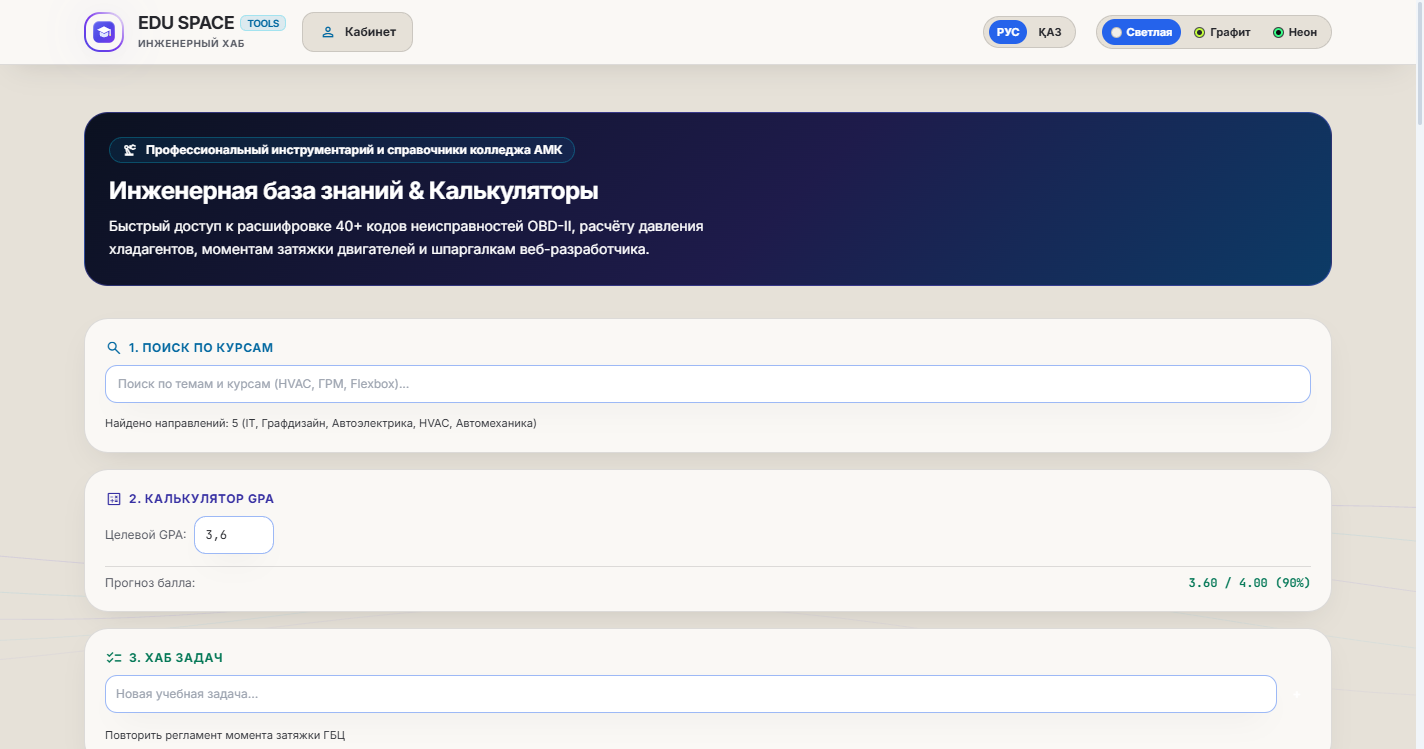 EDU SPACE TOOLS
ИНЖЕНЕРНЫЙ ХАБ
Кабинет
РУС ҚАЗ
Светлая Графит Неон
Профессиональный инструментарий и справочники колледжа АМК
Инженерная база знаний & Калькуляторы
Быстрый доступ к расшифровке 40+ кодов неисправностей OBD-II, расчёту давления
хладагентов, моментам затяжки двигателей и шпаргалкам веб-разработчика.
1. ПОИСК ПО КУРСАМ
Поиск по темам и курсам (HVAC, ГРМ, Flexbox)...
Найдено направлений: 5 (IT, Графдизайн, Автоэлектрика, HVAC, Автомеханика)
2. КАЛЬКУЛЯТОР GPA
Целевой GPA: 3,6
Прогноз балла: 3.60 / 4.00 (90%)
3. ХАБ ЗАДАЧ
Новая учебная задача...
Повторить регламент момента затяжки ГБЦ